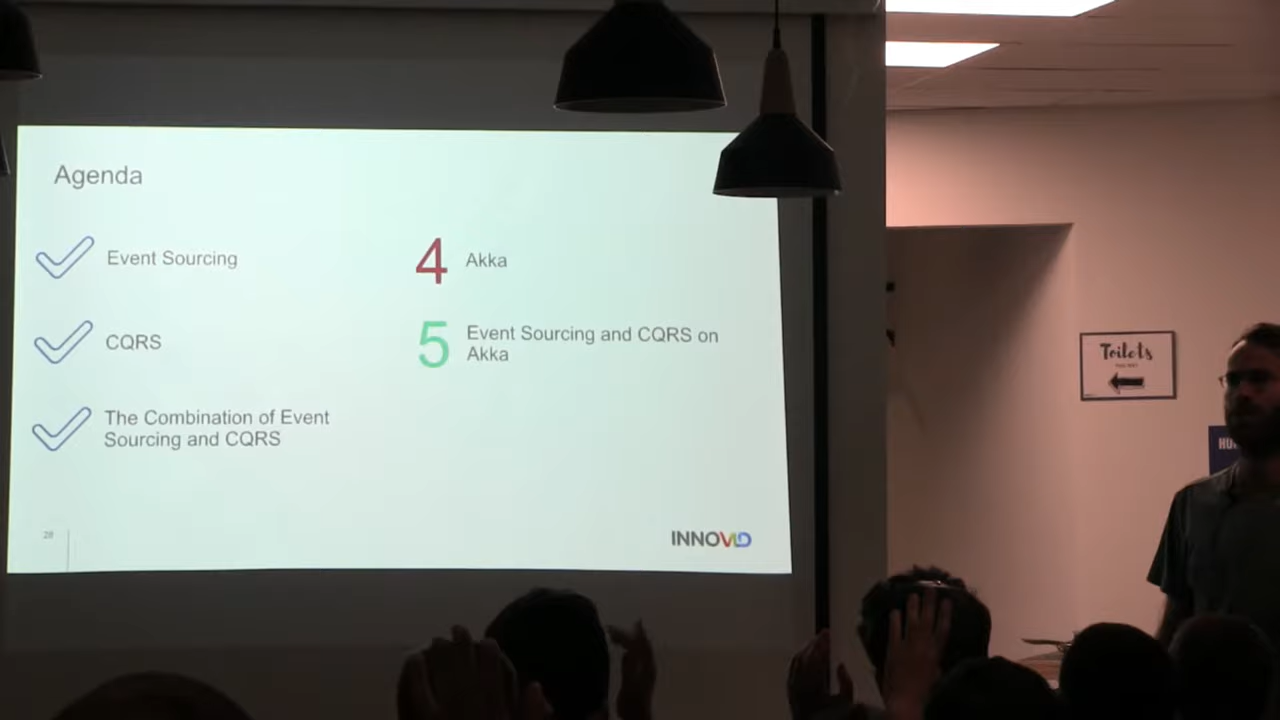 Agenda
Event Sourcing
CQRS
The Combination of Event
Sourcing and CQRS
4 Akka
5 Event Sourcing and CQRS on
Akka
28
INNOVID
Toilets